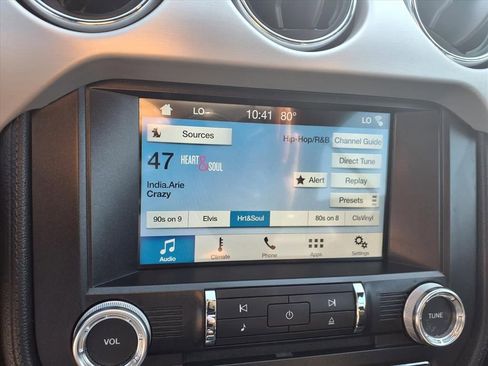 LO 10:41 80° LO
Sources Hip-Hop/R&B Channel Guide
47 HEART & SOUL Direct Tune
India.Arie Alert Replay
Crazy Presets
90s on 9 Elvis Hrt&Soul 80s on 8 ClsVinyl
Audio Climate Phone Apps Settings
VOL TUNE